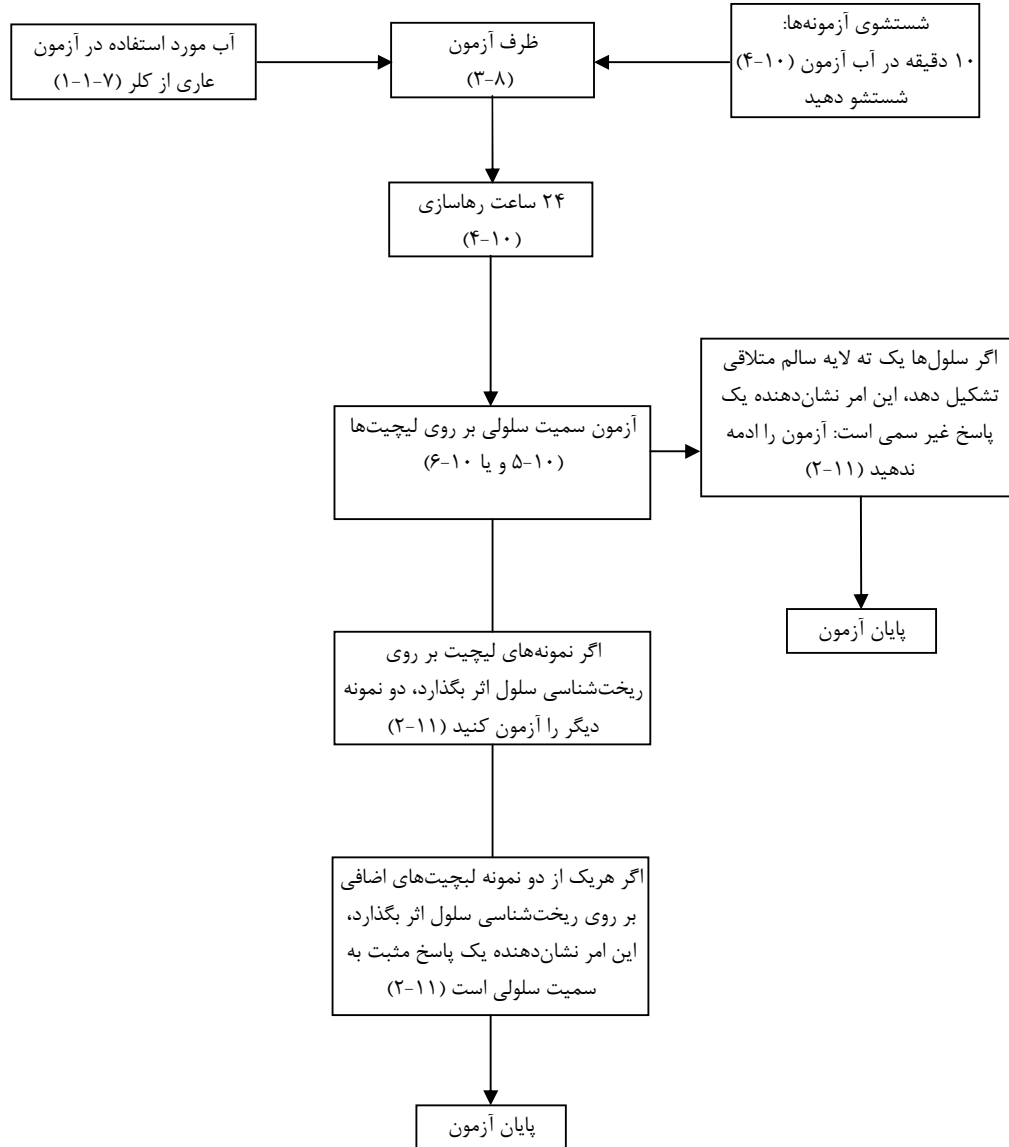 شستشوی آزمونه‌ها:
۱۰ دقیقه در آب آزمون (۱۰-۴)
شستشو دهید
ظرف آزمون
(۸-۳)
آب مورد استفاده در آزمون
عاری از کلر (۷-۱-۱)
۲۴ ساعت رهاسازی
(۱۰-۴)
آزمون سمیت سلولی بر روی لیچیت‌ها
(۱۰-۵ و یا ۱۰-۶)
اگر سلول‌ها یک ته لایه سالم متلاقی
تشکیل دهد، این امر نشان‌دهنده یک
پاسخ غیر سمی است: آزمون را ادمه
ندهید (۱۱-۲)
پایان آزمون
اگر نمونه‌های لیچیت بر روی
ریخت‌شناسی سلول اثر بگذارد، دو نمونه
دیگر را آزمون کنید (۱۱-۲)
اگر هریک از دو نمونه لبچیت‌های اضافی
بر روی ریخت‌شناسی سلول اثر بگذارد،
این امر نشان‌دهنده یک پاسخ مثبت به
سمیت سلولی است (۱۱-۲)
پایان آزمون